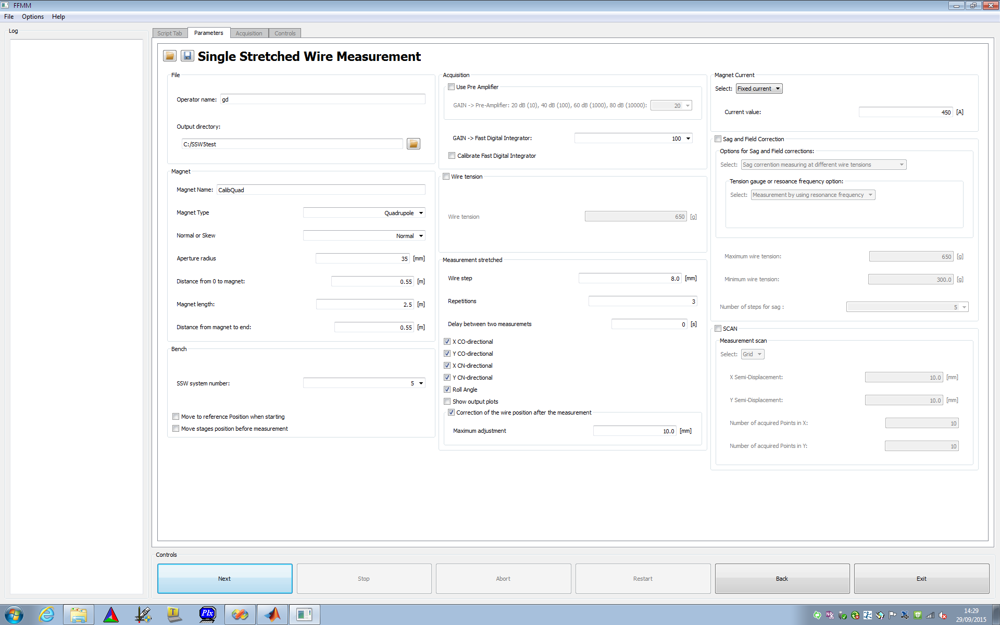 FFMM
File Options Help
Log
Script Tab Parameters Acquisition Controls
Single Stretched Wire Measurement
File
Operator name: gd
Output directory:
C:/SSW5test
Magnet
Magnet Name: CalibQuad
Magnet Type Quadrupole
Normal or Skew Normal
Aperture radius 35 [mm]
Distance from 0 to magnet: 0.55 [m]
Magnet length: 2.5 [m]
Distance from magnet to end: 0.55 [m]
Bench
SSW system number: 5
Move to reference Position when starting
Move stages position before measurement
Acquisition
Use Pre Amplifier
GAIN -> Pre-Amplifier: 20 dB (10), 40 dB (100), 60 dB (1000), 80 dB (10000): 20
GAIN -> Fast Digital Integrator: 100
Calibrate Fast Digital Integrator
Wire tension
Wire tension 650 [g]
Measurement stretched
Wire step 8.0 [mm]
Repetitions 3
Delay between two measuremets 0 [s]
X CO-directional
Y CO-directional
X CN-directional
Y CN-directional
Roll Angle
Show output plots
Correction of the wire position after the measurement
Maximum adjustment 10.0 [mm]
Magnet Current
Select: Fixed current
Current value: 450 [A]
Sag and Field Correction
Options for Sag and Field corrections:
Select: Sag corrention measuring at different wire tensions
Tension gauge or resoance frequency option:
Select: Measurement by using resonance frequency
Maximum wire tension: 650 [g]
Minimum wire tension: 300.0 [g]
Number of steps for sag : 5
SCAN
Measurement scan
Select: Grid
X Semi-Displacement: 10.0 [mm]
Y Semi-Displacement: 10.0 [mm]
Number of acquired Points in X: 10
Number of acquired Points in Y: 10
Controls
Next Stop Abort Restart Back Exit
T
Plx
14:29
29/09/2015